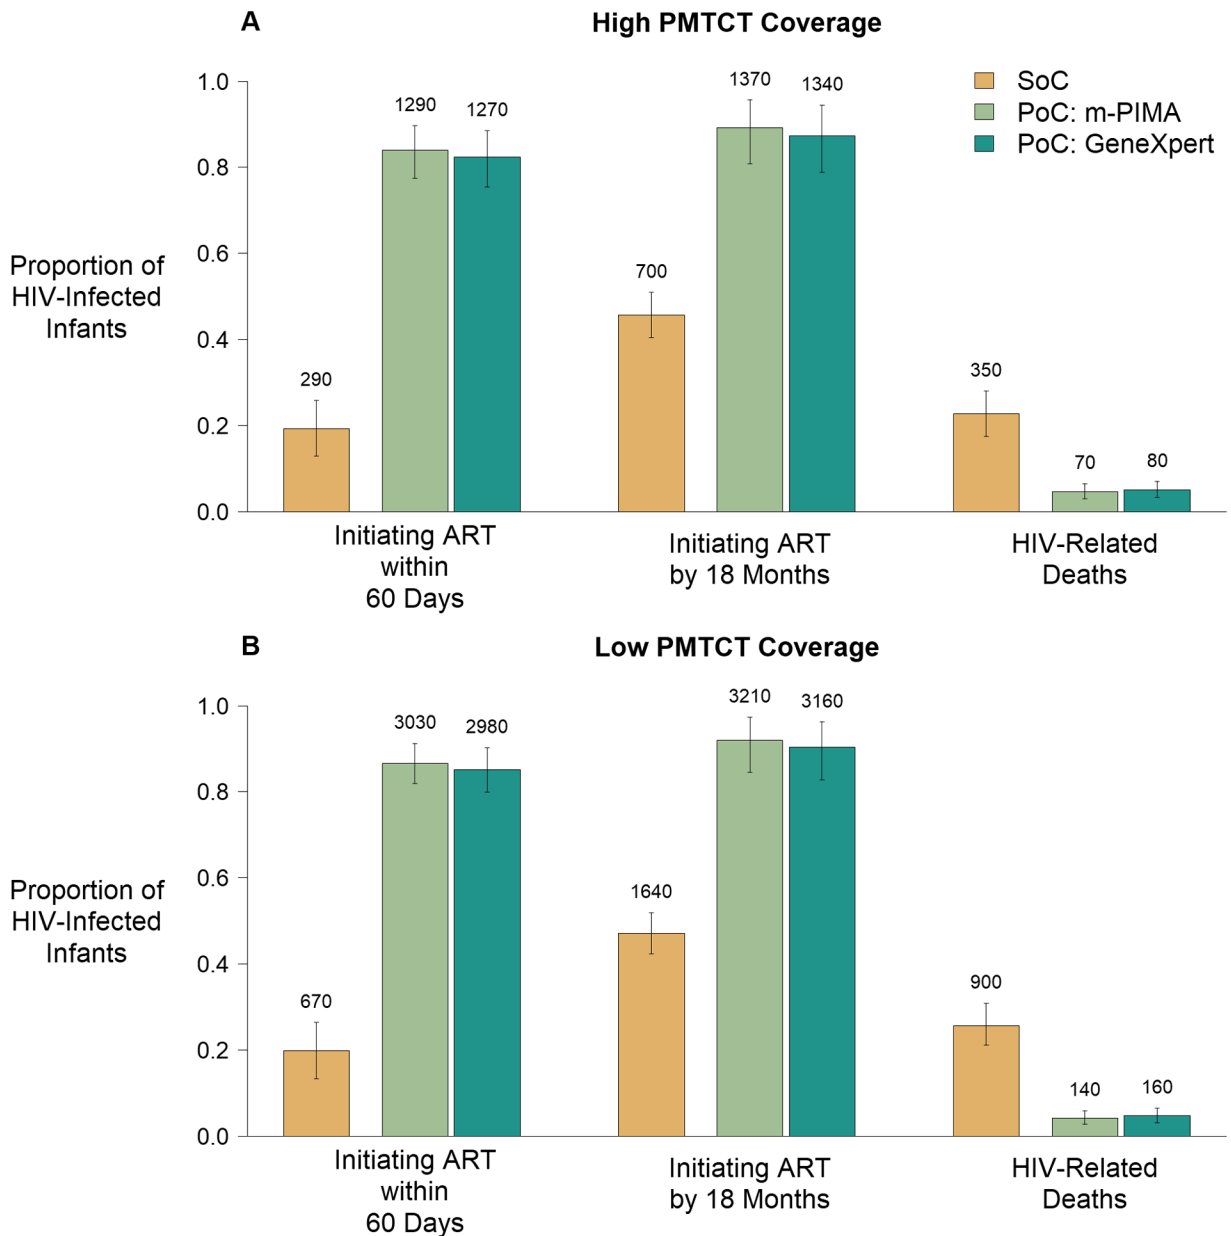 A
High PMTCT Coverage
SoC
PoC: m-PIMA
PoC: GeneXpert
Proportion of
HIV-Infected
Infants
1.0
0.8
0.6
0.4
0.2
0.0
290
1290
1270
700
1370
1340
350
70
80
Initiating ART
within
60 Days
Initiating ART
by 18 Months
HIV-Related
Deaths
B
Low PMTCT Coverage
Proportion of
HIV-Infected
Infants
1.0
0.8
0.6
0.4
0.2
0.0
670
3030
2980
1640
3210
3160
900
140
160
Initiating ART
within
60 Days
Initiating ART
by 18 Months
HIV-Related
Deaths